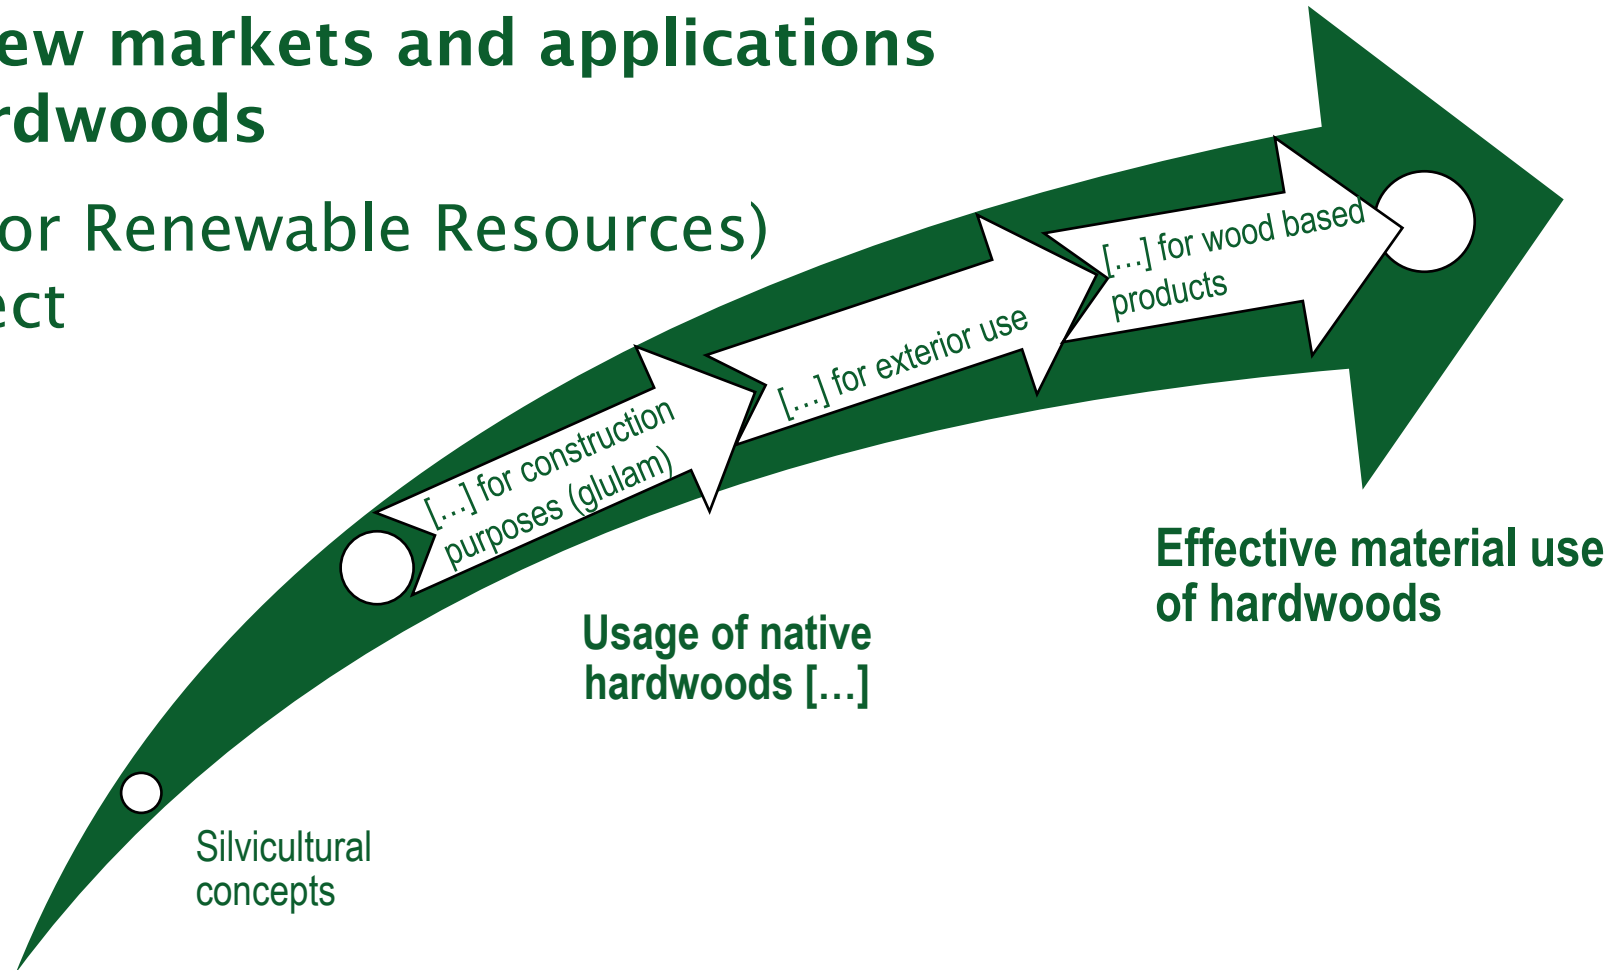 ew markets and applications
rdwoods
or Renewable Resources)
ect
[…] for wood based
products
[…] for exterior use
[…] for construction
purposes (glulam)
Effective material use
of hardwoods
Usage of native
hardwoods […]
Silvicultural
concepts